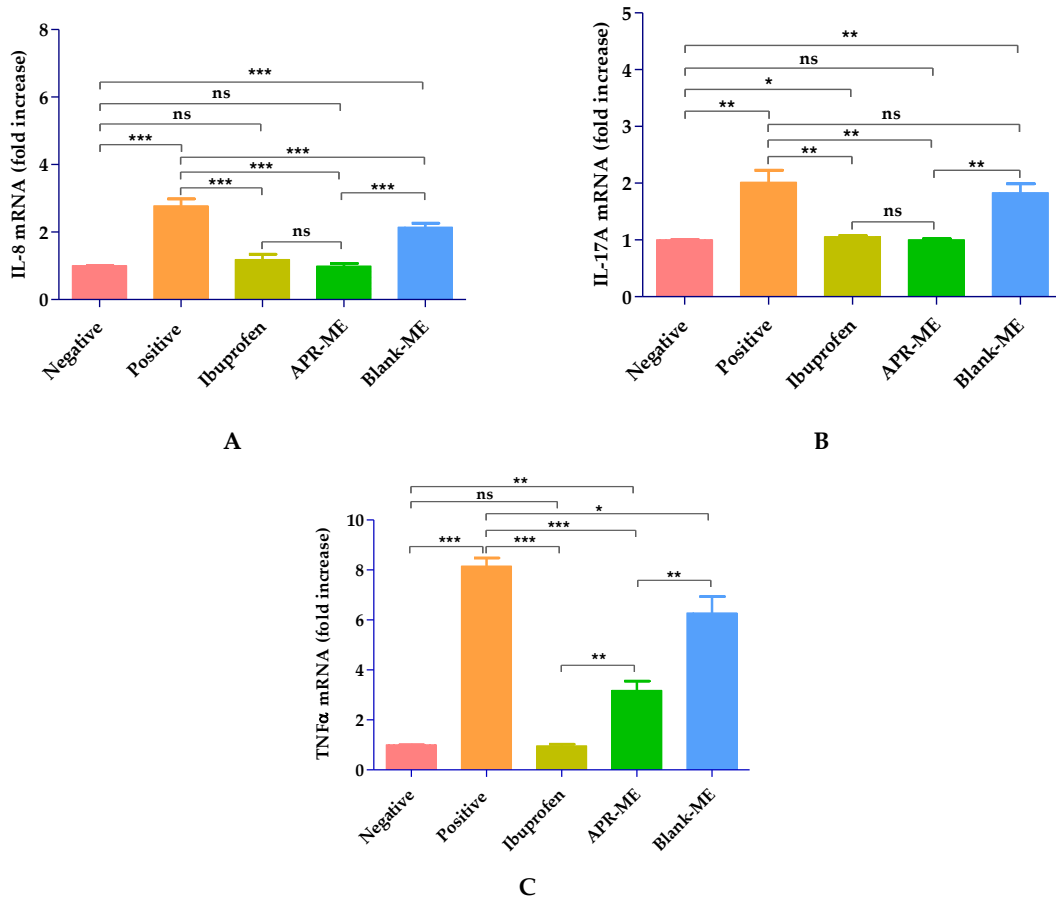 IL-8 mRNA (fold increase)
8
6
4
2
0
***
ns
ns
***
***
***
***
***
ns
Negative
Positive
Ibuprofen
APR-ME
Blank-ME
A
IL-17A mRNA (fold increase)
5
4
3
2
1
0
**
ns
*
**
ns
**
**
**
ns
Negative
Positive
Ibuprofen
APR-ME
Blank-ME
B
TNFα mRNA (fold increase)
10
8
6
4
2
0
**
ns
*
***
***
***
**
**
Negative
Positive
Ibuprofen
APR-ME
Blank-ME
C